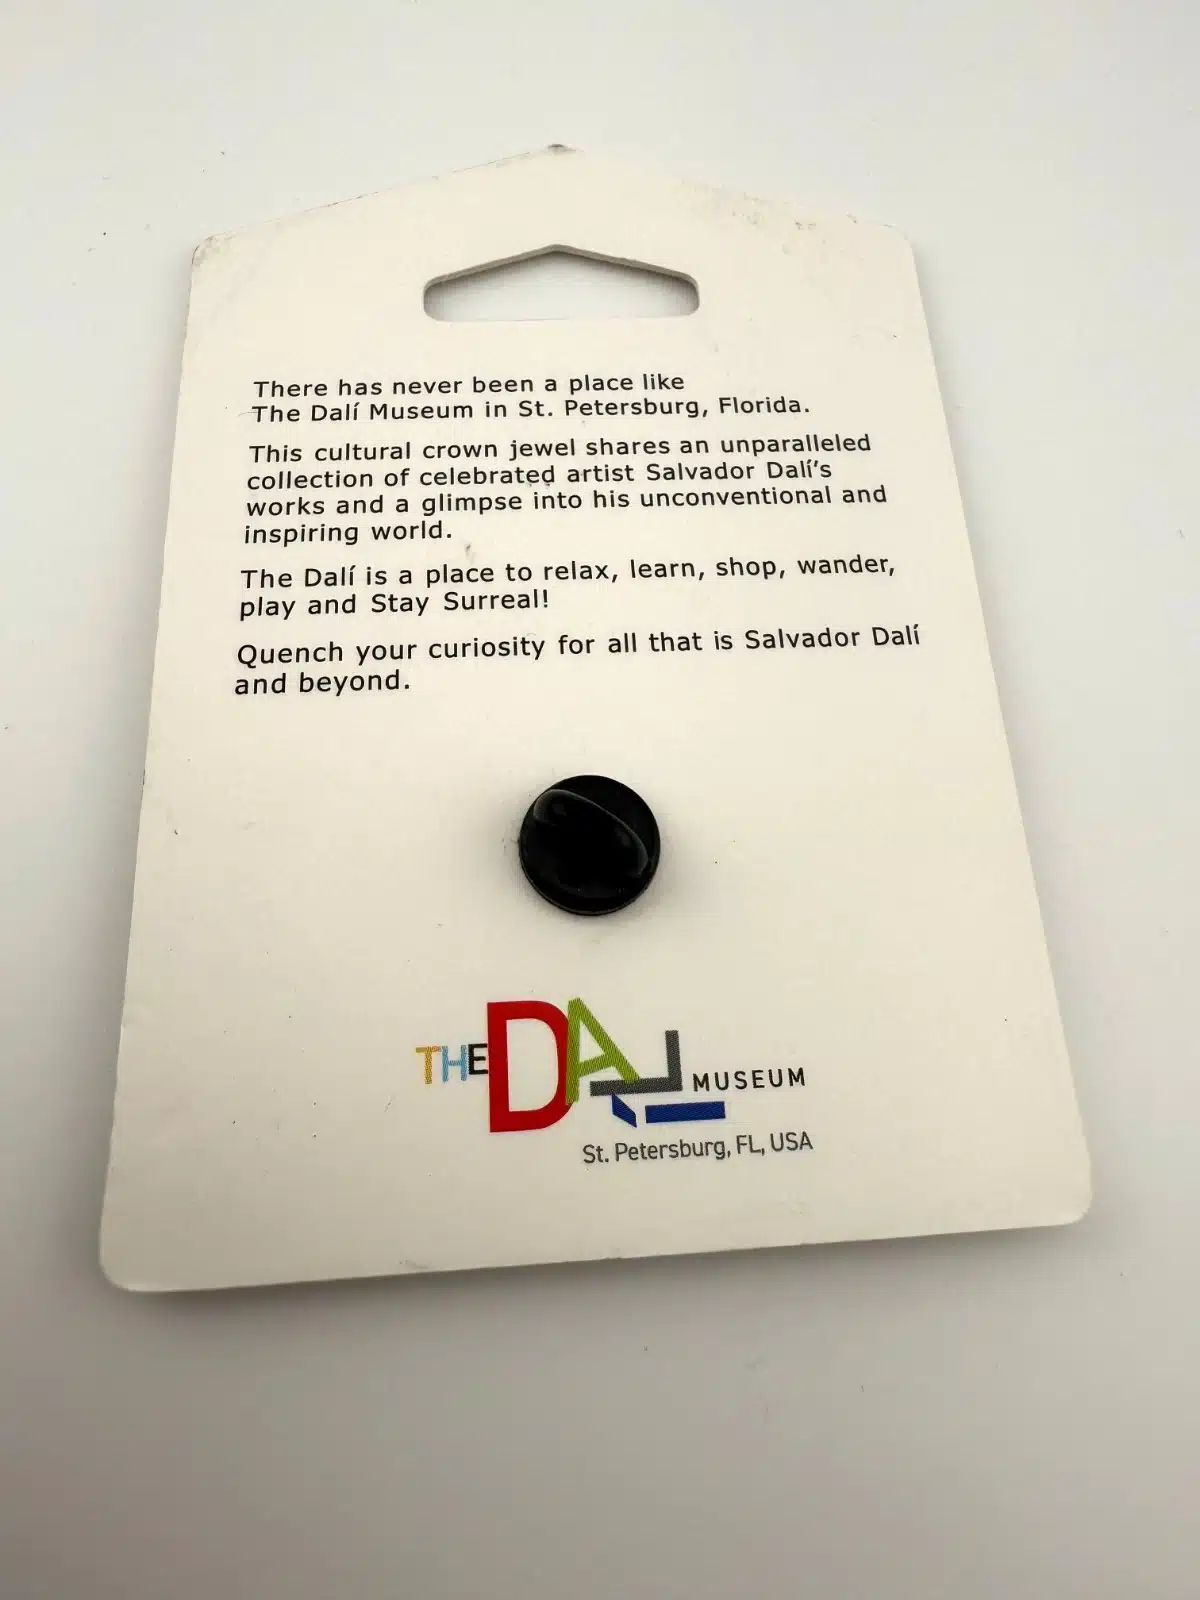 There has never been a place like
The Dalí Museum in St. Petersburg, Florida.
This cultural crown jewel shares an unparalleled
collection of celebrated artist Salvador Dalí's
works and a glimpse into his unconventional and
inspiring world.
The Dalí is a place to relax, learn, shop, wander,
play and Stay Surreal!
Quench your curiosity for all that is Salvador Dalí
and beyond.
THE DALÍ MUSEUM
St. Petersburg, FL, USA